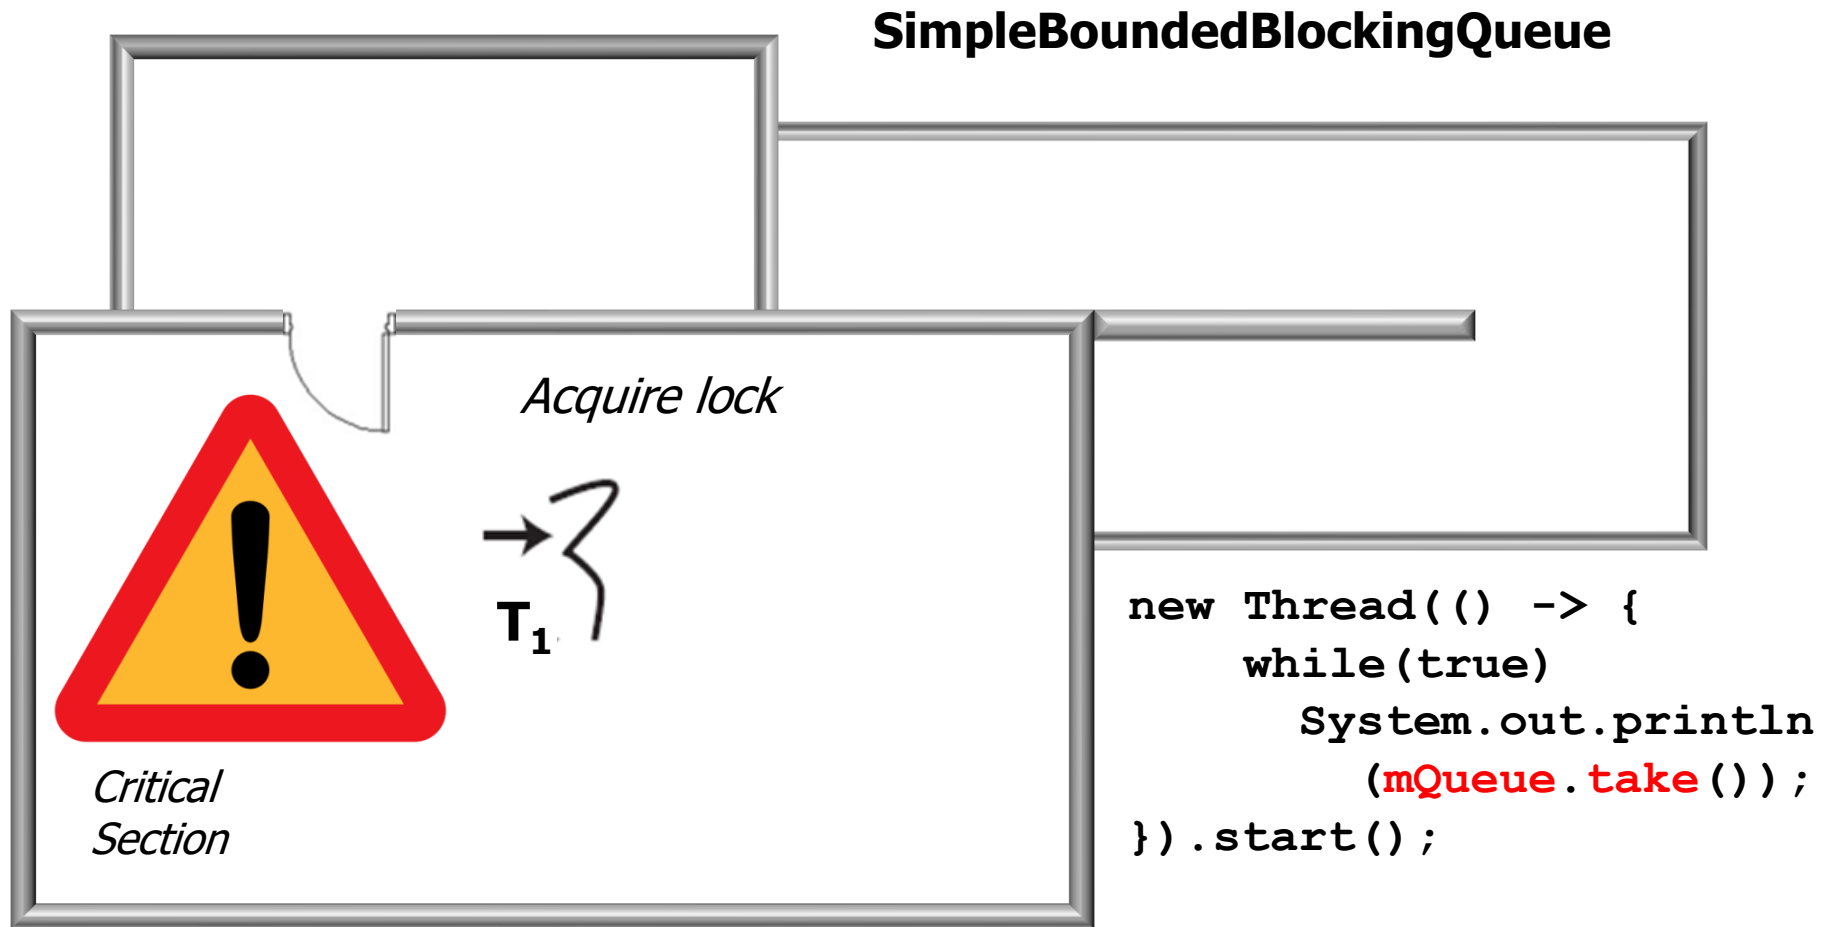 SimpleBoundedBlockingQueue
Acquire lock
T₁
Critical
Section
new Thread(() -> {
while(true)
System.out.println
(mQueue.take());
}).start();